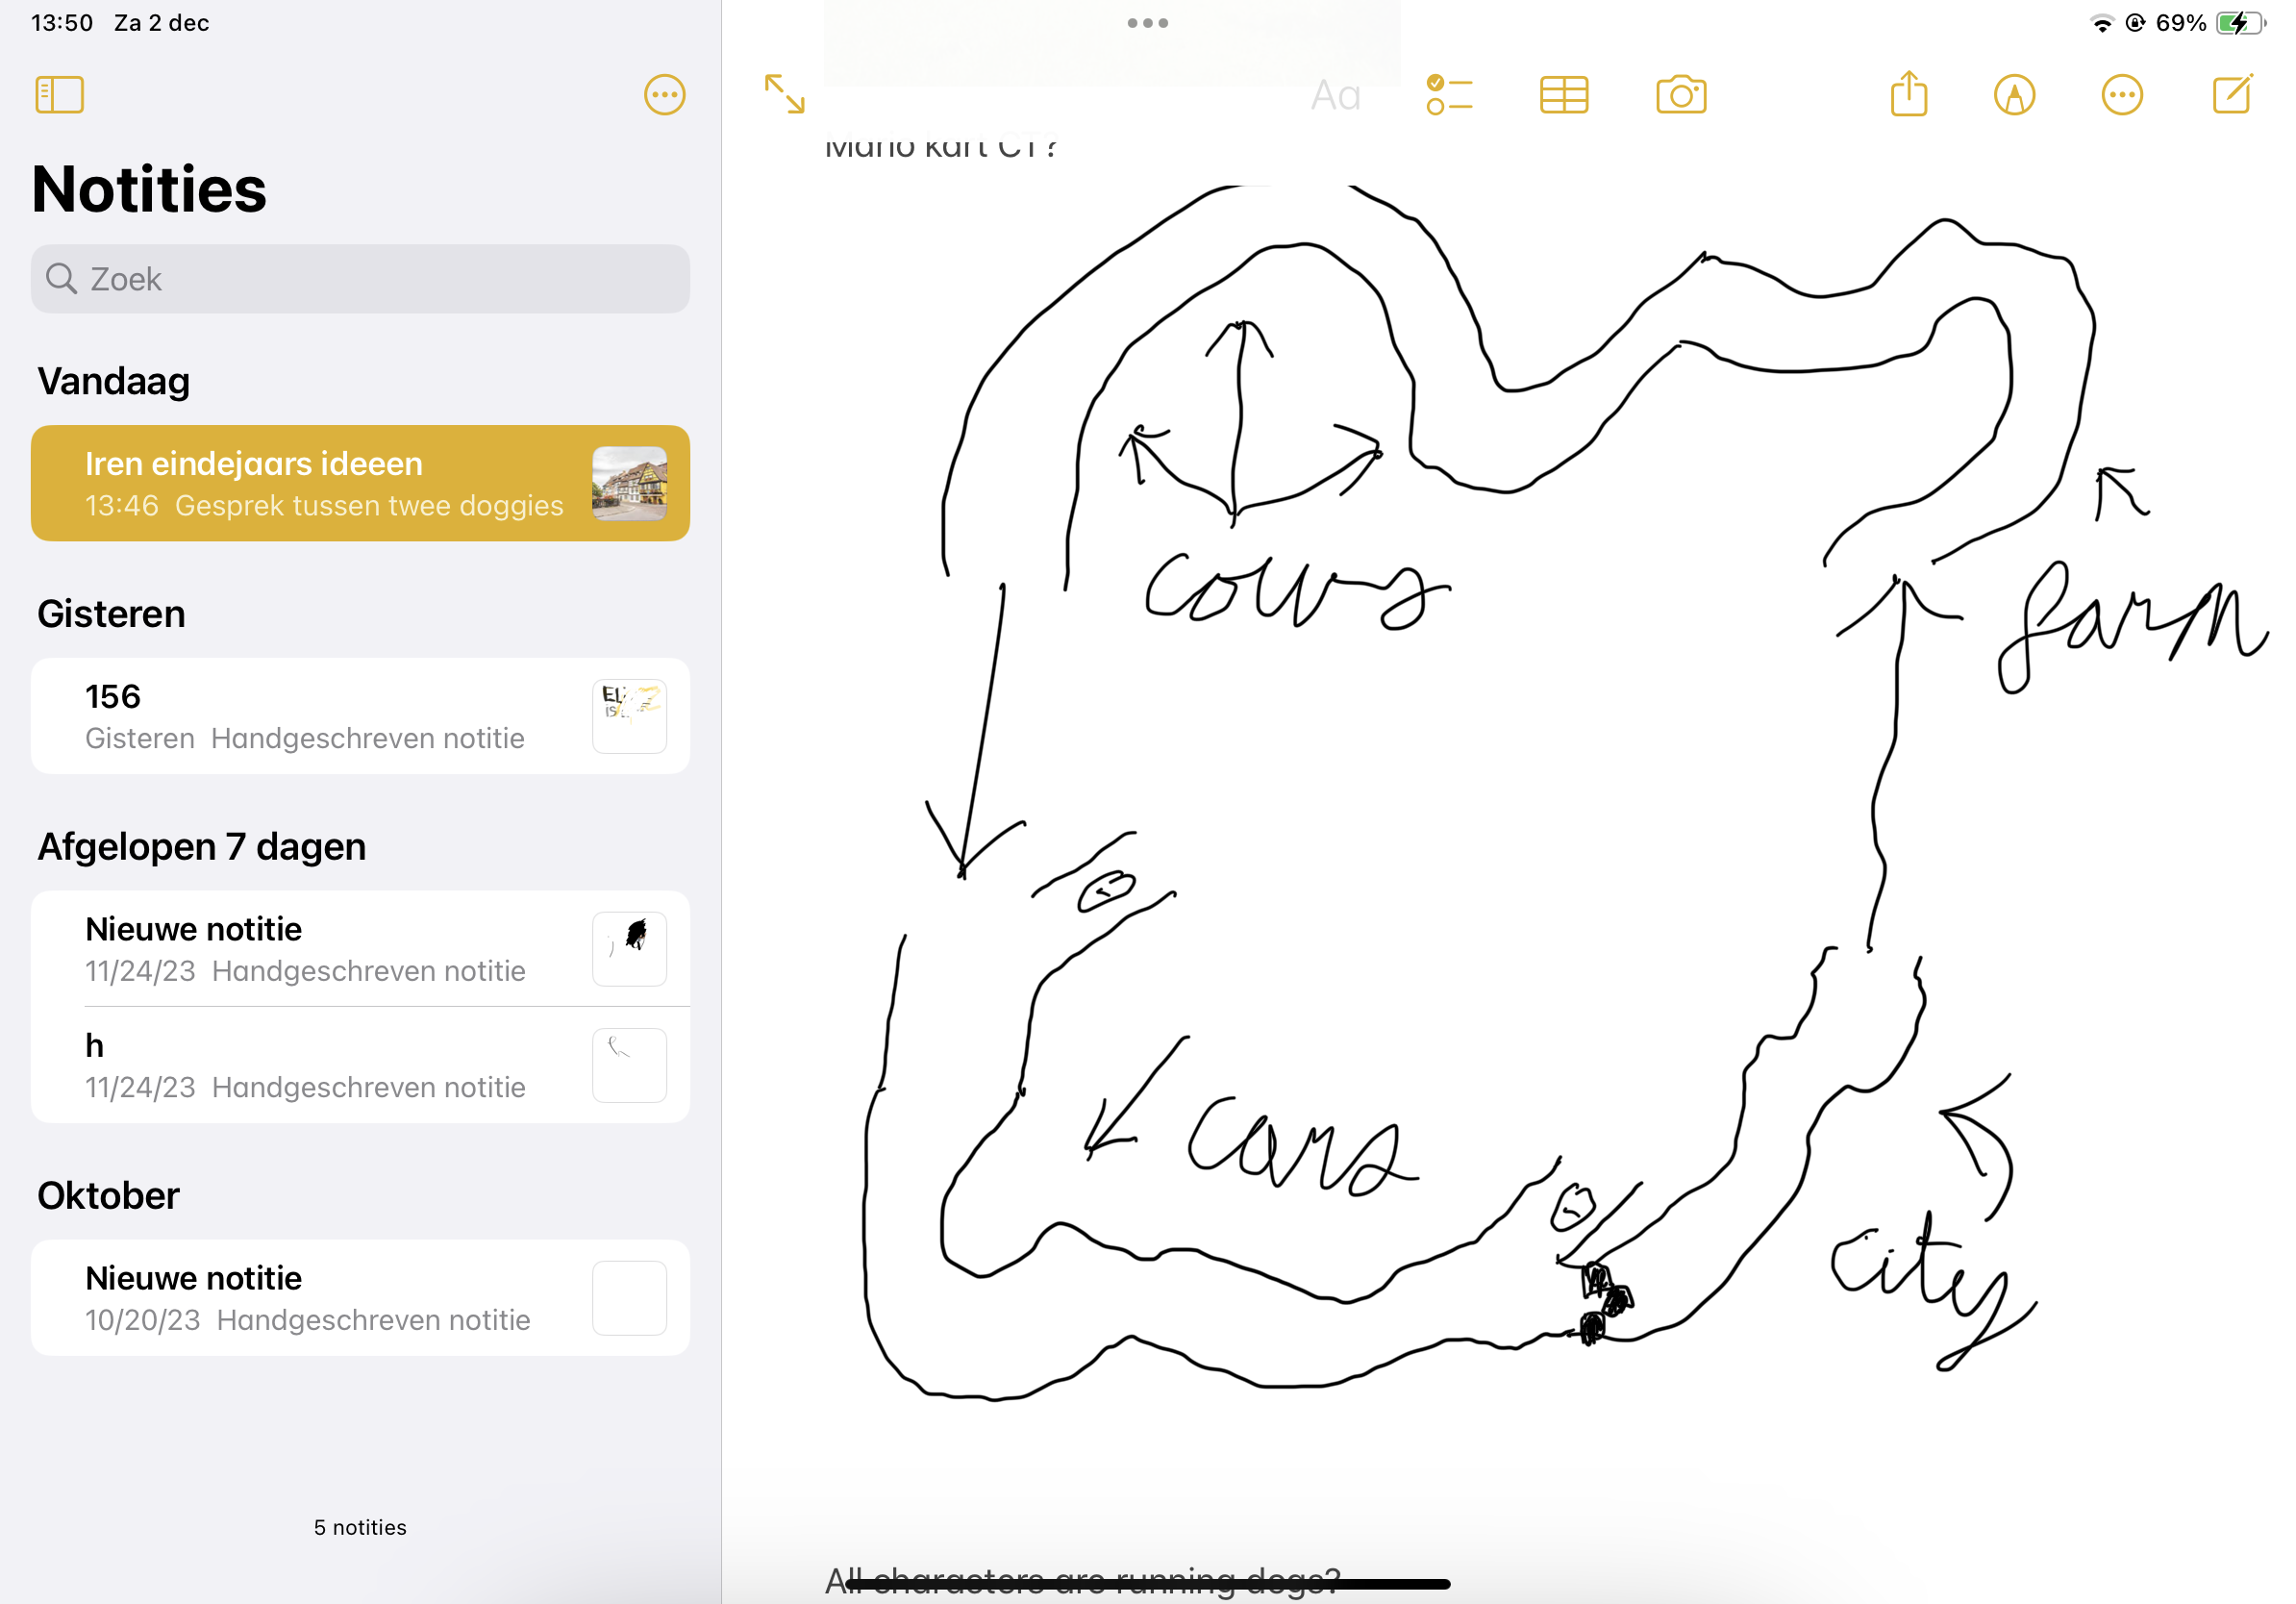 13:50 Za 2 dec
69%
Notities
Zoek
Vandaag
Iren eindejaars ideeen
13:46 Gesprek tussen twee doggies
Gisteren
156
Gisteren Handgeschreven notitie
Afgelopen 7 dagen
Nieuwe notitie
11/24/23 Handgeschreven notitie
h
11/24/23 Handgeschreven notitie
Oktober
Nieuwe notitie
10/20/23 Handgeschreven notitie
5 notities
Aa
Mario kart CT?
cows
farm
cars
city
All characters are running dogs?